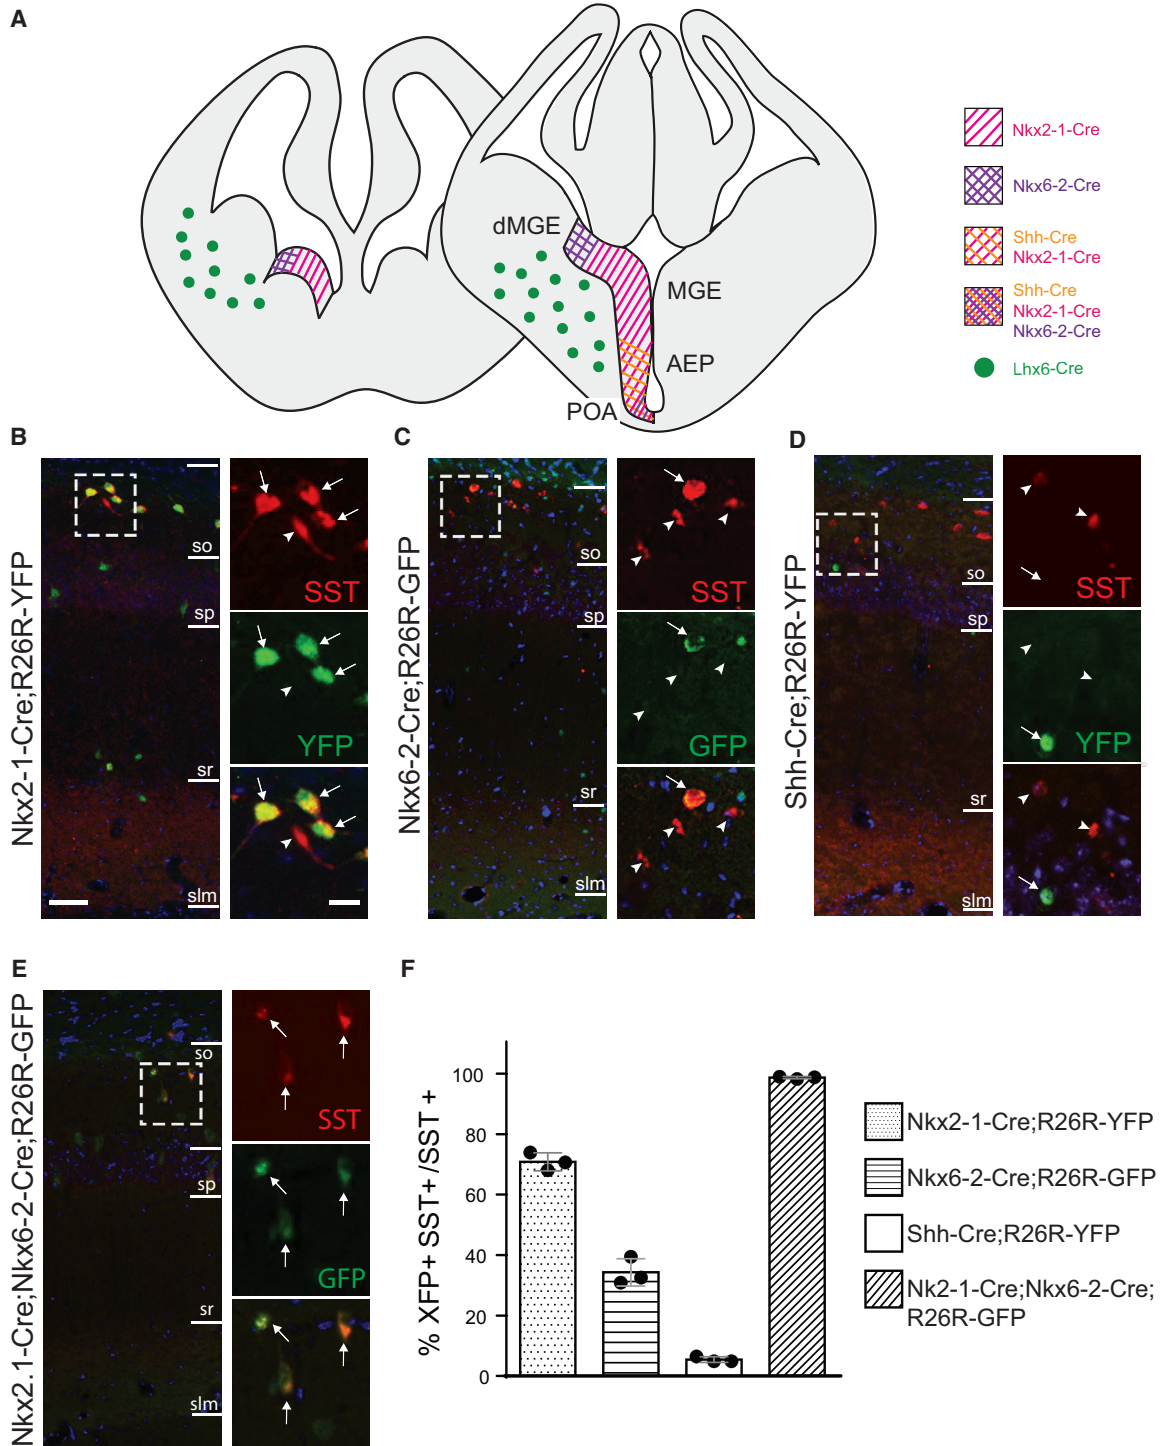 A
dMGE
MGE
AEP
POA
Nkx2-1-Cre
Nkx6-2-Cre
Shh-Cre
Nkx2-1-Cre
Shh-Cre
Nkx2-1-Cre
Nkx6-2-Cre
Lhx6-Cre
B
Nkx2-1-Cre;R26R-YFP
so
sp
sr
slm
SST
YFP
C
Nkx6-2-Cre;R26R-GFP
so
sp
sr
slm
SST
GFP
D
Shh-Cre;R26R-YFP
so
sp
sr
slm
SST
YFP
E
Nkx2.1-Cre;Nkx6-2-Cre;R26R-GFP
so
sp
sr
slm
SST
GFP
F
% XFP+ SST+ /SST +
100
80
60
40
20
0
Nkx2-1-Cre;R26R-YFP
Nkx6-2-Cre;R26R-GFP
Shh-Cre;R26R-YFP
Nk2-1-Cre;Nkx6-2-Cre;
R26R-GFP